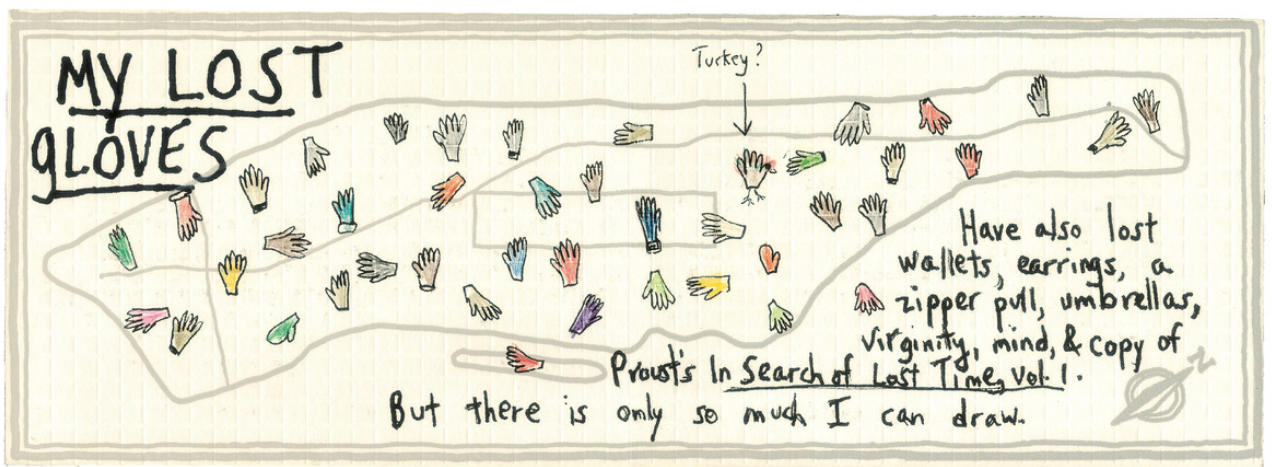 MY LOST
gLOVES
Turkey?
Have also lost
wallets, earrings, a
zipper pull, umbrellas,
virginity, mind, & copy of
Proust's In Search of Lost Time, Vol. 1.
But there is only so much I can draw.
N